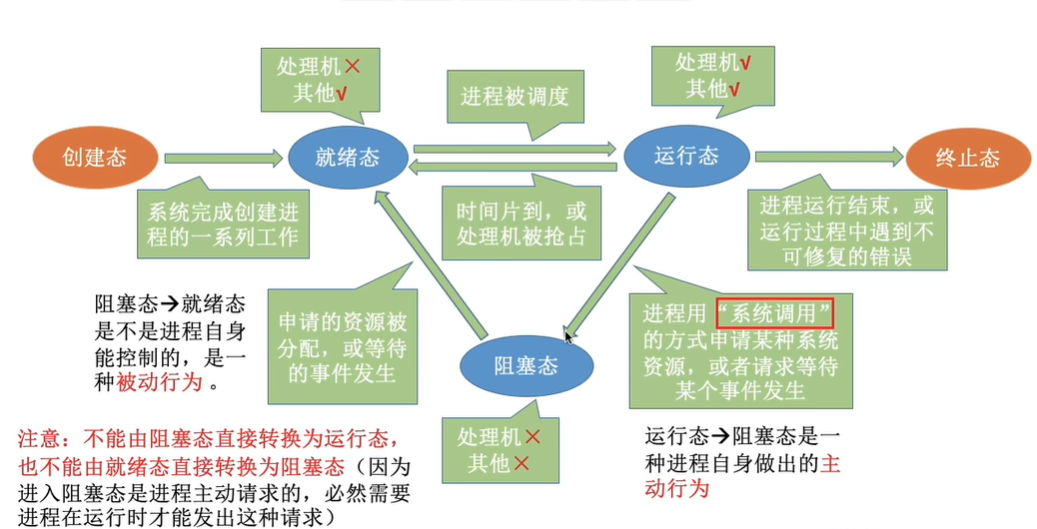 处理机×
其他√
处理机√
其他√
进程被调度
创建态
就绪态
运行态
终止态
系统完成创建进
程的一系列工作
时间片到，或
处理机被抢占
进程运行结束，或
运行过程中遇到不
可修复的错误
阻塞态→就绪态
是不是进程自身
能控制的，是一
种被动行为 。
申请的资源被
分配，或等待
的事件发生
进程用“系统调用”
的方式申请某种系统
资源，或者请求等待
某个事件发生
阻塞态
处理机×
其他×
运行态→阻塞态是一
种进程自身做出的主
动行为
注意：不能由阻塞态直接转换为运行态，
也不能由就绪态直接转换为阻塞态（因为
进入阻塞态是进程主动请求的，必然需要
进程在运行时才能发出这种请求）